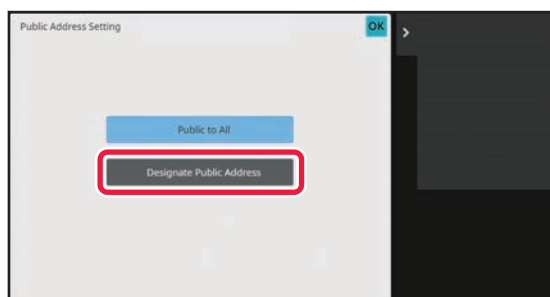 Public Address Setting
OK
Public to All
Designate Public Address